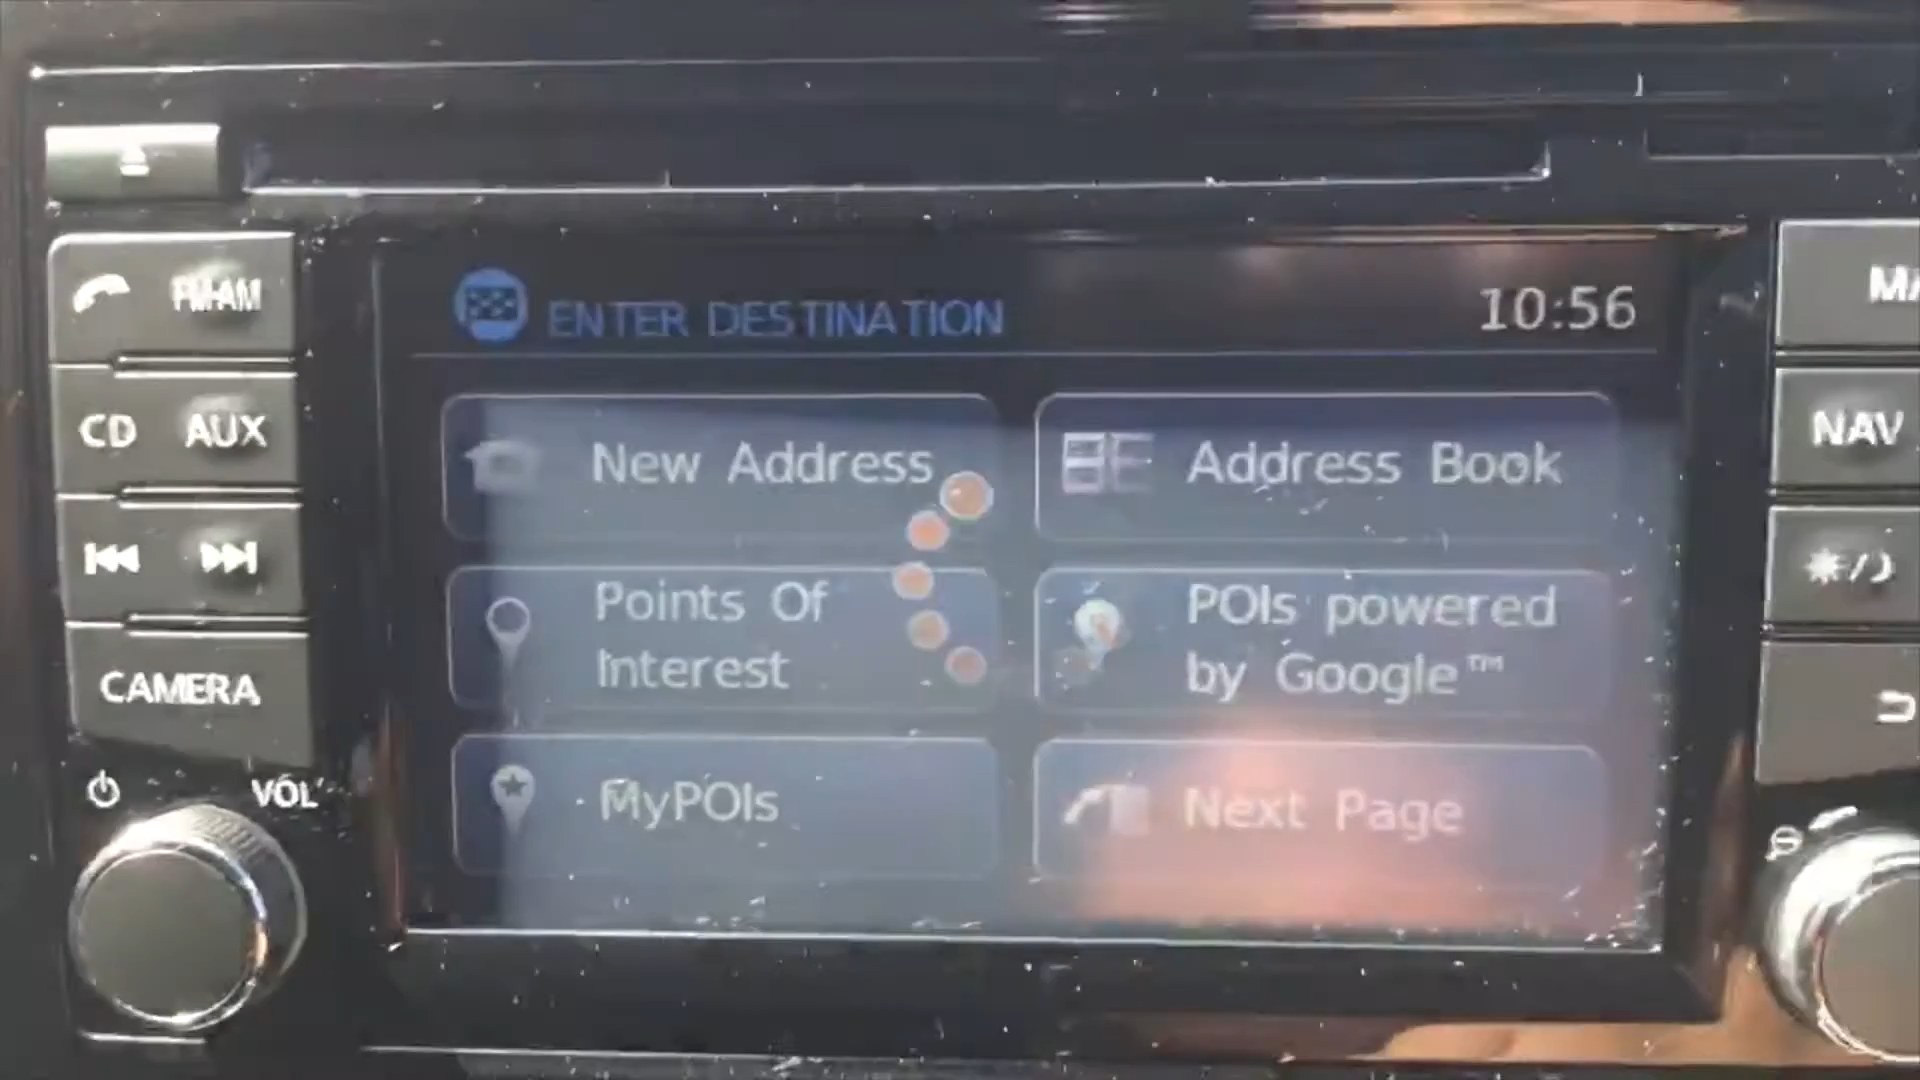 FM-AM
CD AUX
CAMERA
VOL
ENTER DESTINATION
10:56
New Address
Address Book
Points Of
Interest
POIs powered
by Google™
MyPOIs
Next Page
NAV